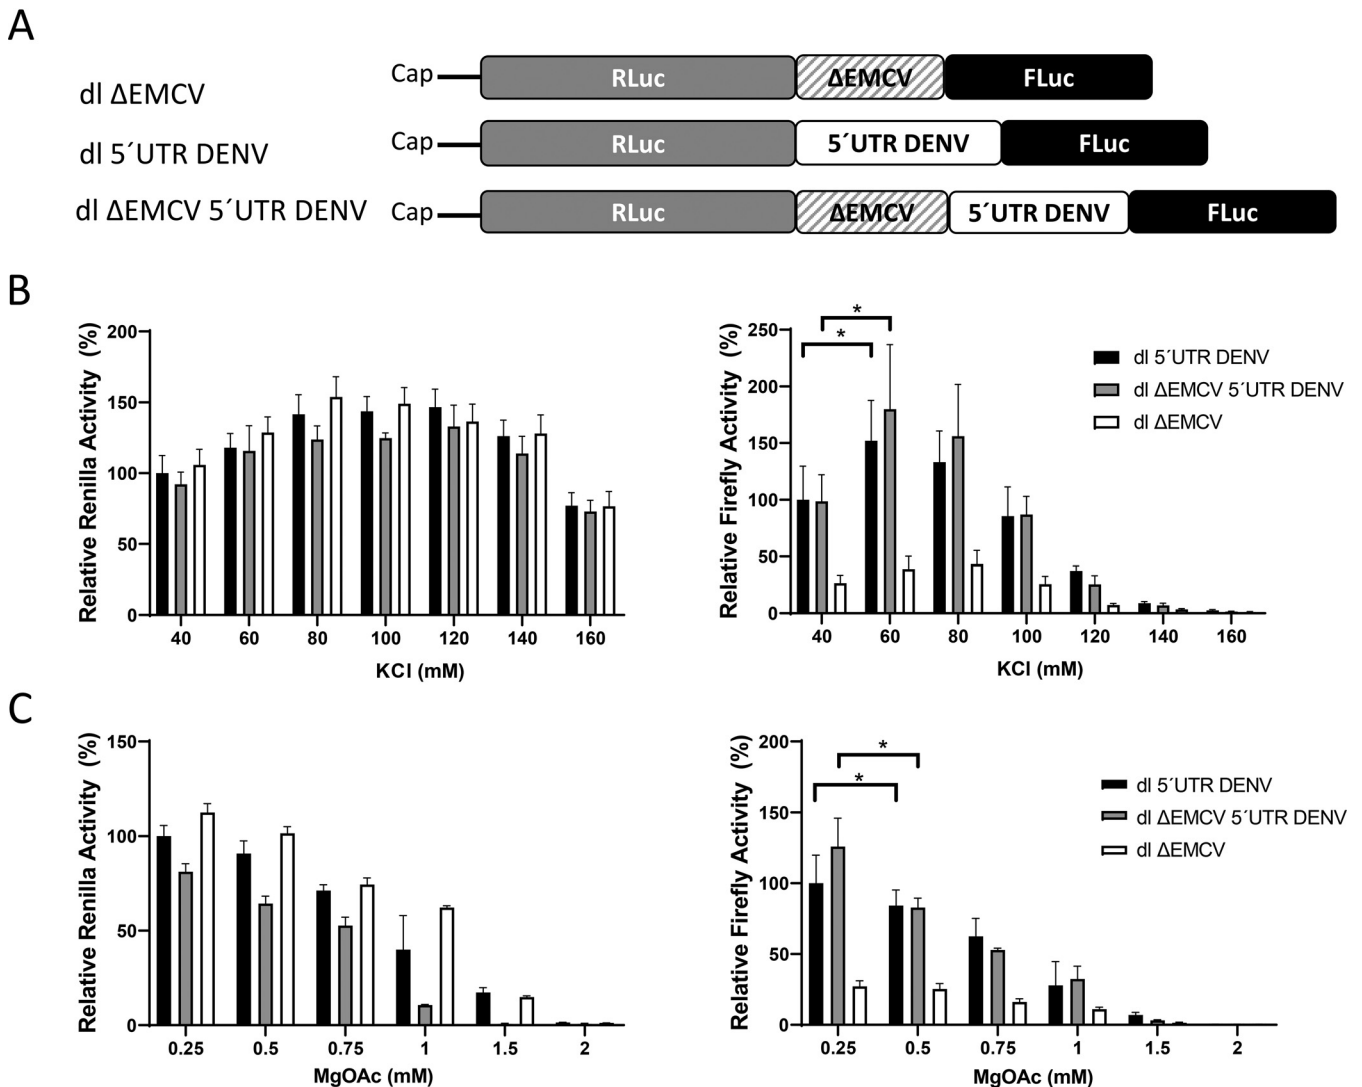 A
dl ΔEMCV
Cap RLuc ΔEMCV FLuc
dl 5´UTR DENV
Cap RLuc 5´UTR DENV FLuc
dl ΔEMCV 5´UTR DENV
Cap RLuc ΔEMCV 5´UTR DENV FLuc
B
Relative Renilla Activity (%)
200
150
100
50
0
40 60 80 100 120 140 160
KCl (mM)
Relative Firefly Activity (%)
250
200
150
100
50
0
*
*
40 60 80 100 120 140 160
KCl (mM)
dl 5´UTR DENV
dl ΔEMCV 5´UTR DENV
dl ΔEMCV
C
Relative Renilla Activity (%)
150
100
50
0
0.25 0.5 0.75 1 1.5 2
MgOAc (mM)
Relative Firefly Activity (%)
200
150
100
50
0
*
*
0.25 0.5 0.75 1 1.5 2
MgOAc (mM)
dl 5´UTR DENV
dl ΔEMCV 5´UTR DENV
dl ΔEMCV